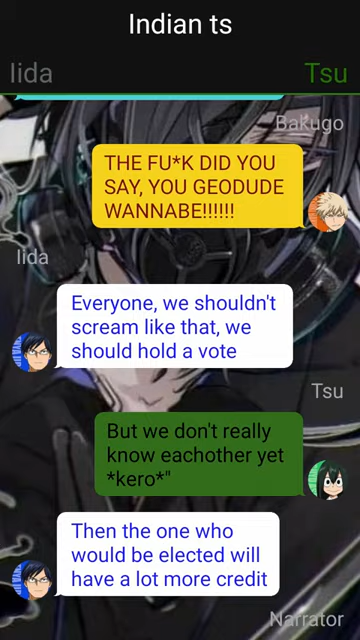 Indian ts
Iida
Tsu
Bakugo
THE FU*K DID YOU
SAY, YOU GEODUDE
WANNABE!!!!!!
Iida
Everyone, we shouldn't
scream like that, we
should hold a vote
Tsu
But we don't really
know eachother yet
*kero*"
Then the one who
would be elected will
have a lot more credit
Narrator